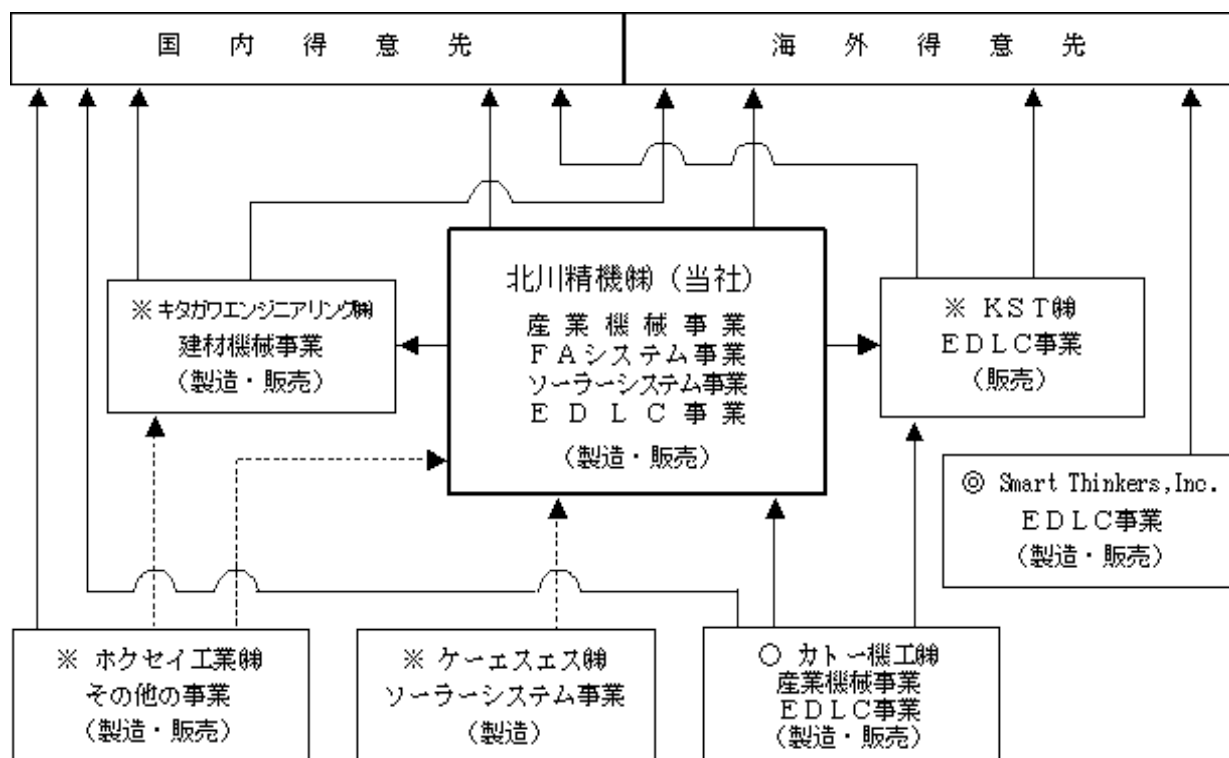 国内得意先
海外得意先
北川精機㈱（当社）
産業機械事業
ＦＡシステム事業
ソーラーシステム事業
ＥＤＬＣ事業
（製造・販売）
※ キタガワエンジニアリング㈱
建材機械事業
（製造・販売）
※ ＫＳＴ㈱
ＥＤＬＣ事業
（販売）
◎ Smart Thinkers,Inc.
ＥＤＬＣ事業
（製造・販売）
※ ホクセイ工業㈱
その他の事業
（製造・販売）
※ ケーエスエス㈱
ソーラーシステム事業
（製造）
○ カトー機工㈱
産業機械事業
ＥＤＬＣ事業
（製造・販売）